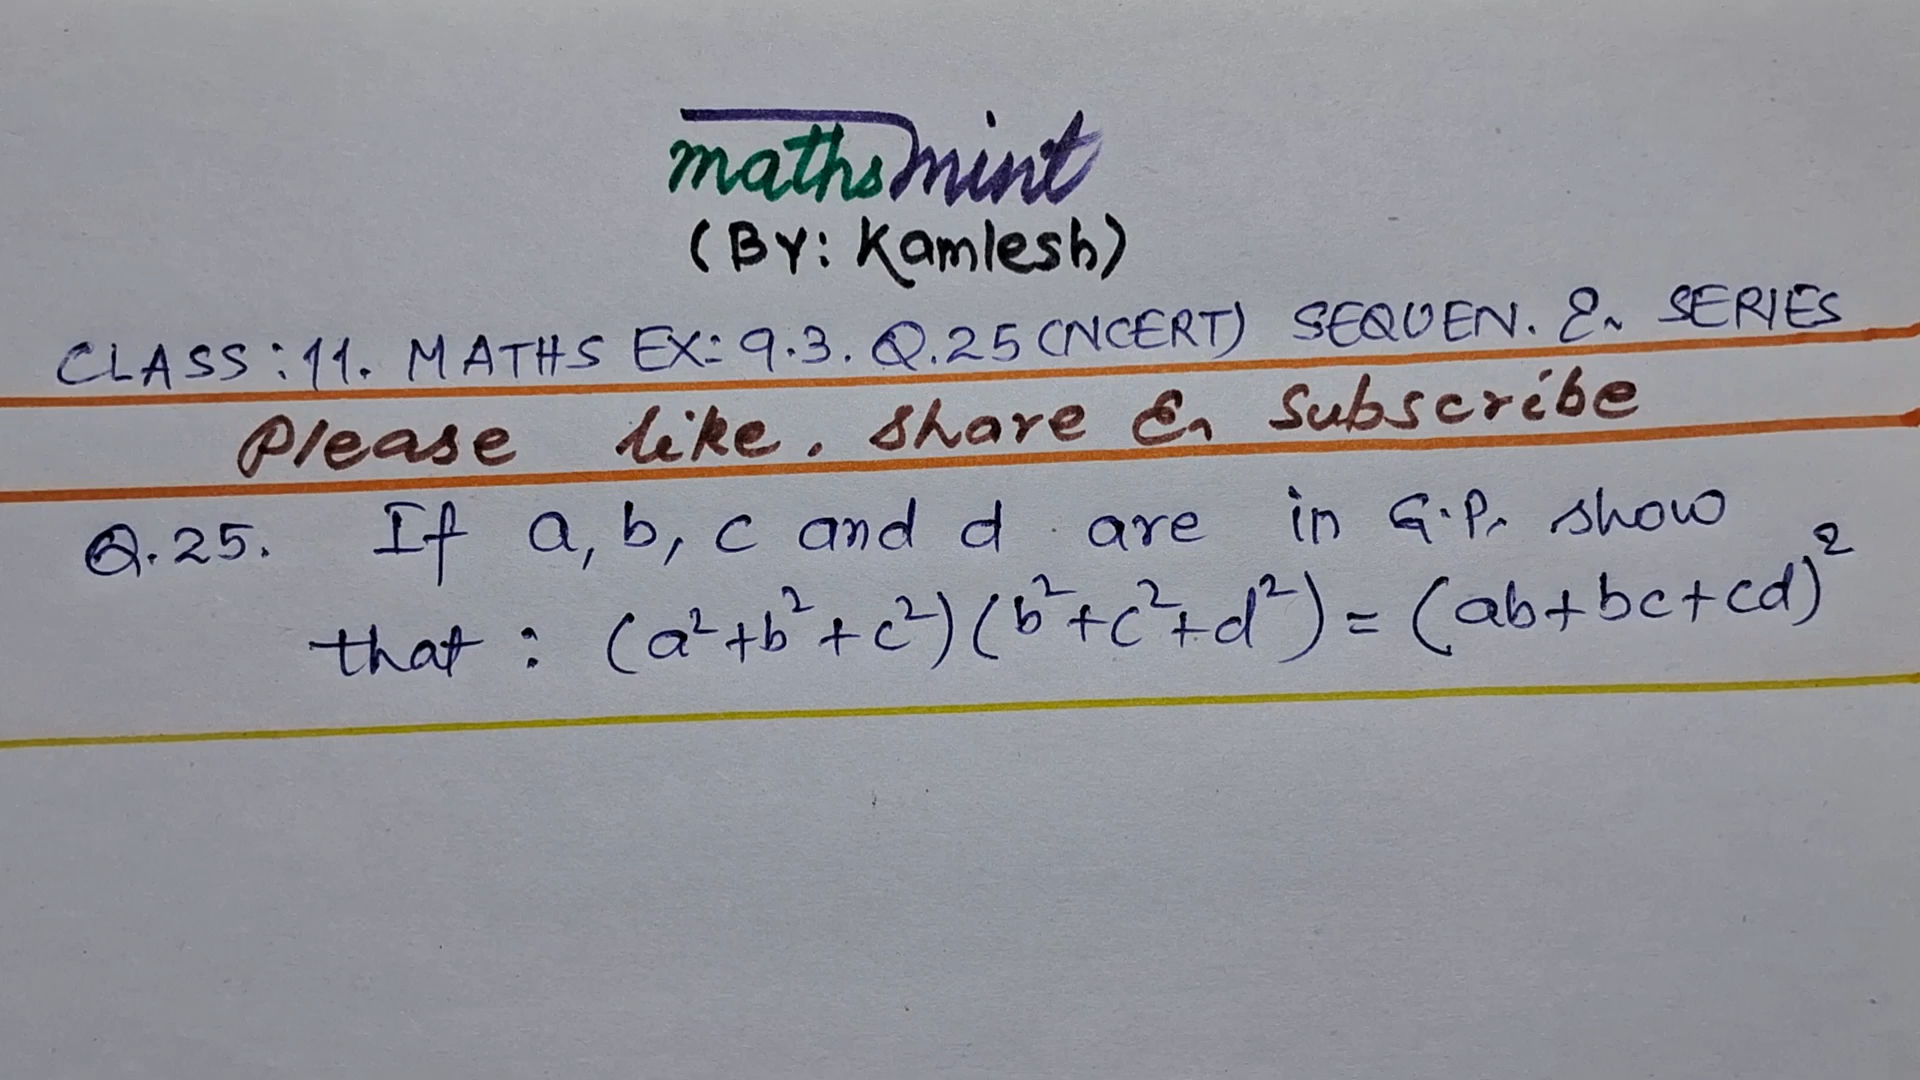 maths mint
(BY: Kamlesh)
CLASS: 11. MATHS EX: 9.3. Q.25 (NCERT) SEQUEN. & SERIES
Please like. share & Subscribe
Q.25. If a, b, c and d are in G.P. show
that : (a²+b²+c²)(b²+c²+d²) = (ab+bc+cd)²